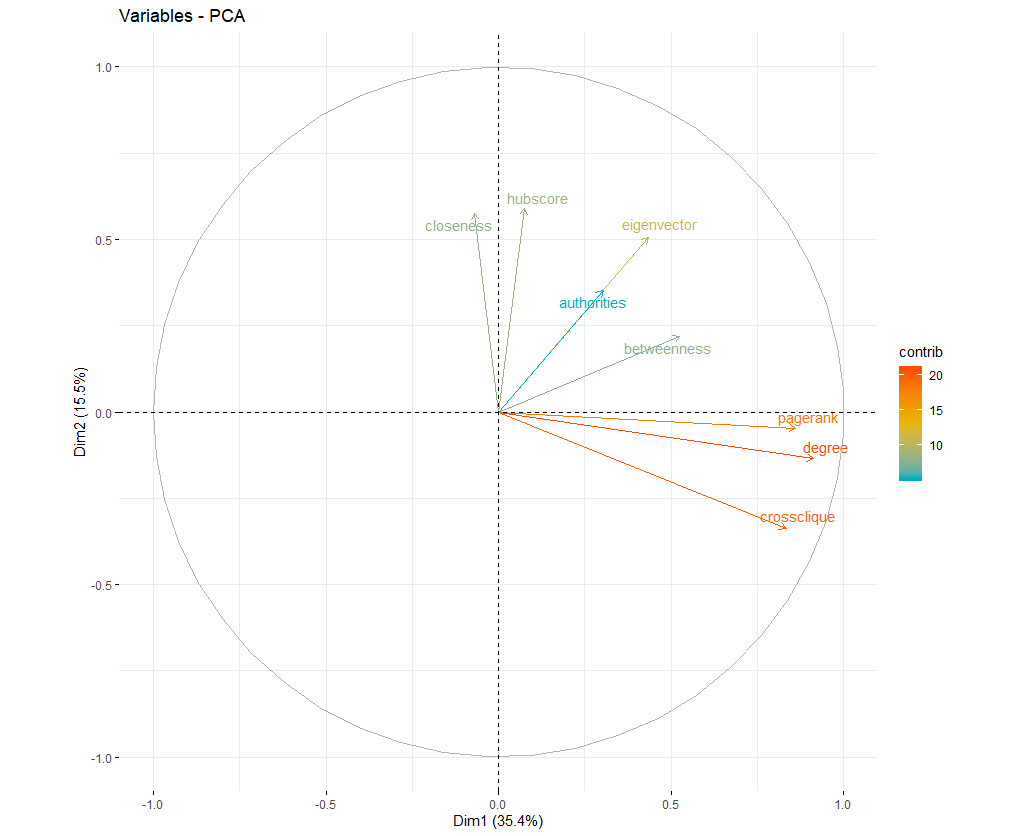 Variables - PCA
1.0
0.5
0.0
-0.5
-1.0
Dim2 (15.5%)
hubscore
closeness
eigenvector
authorities
betweenness
pagerank
degree
crossclique
-1.0
-0.5
0.0
0.5
1.0
Dim1 (35.4%)
contrib
20
15
10